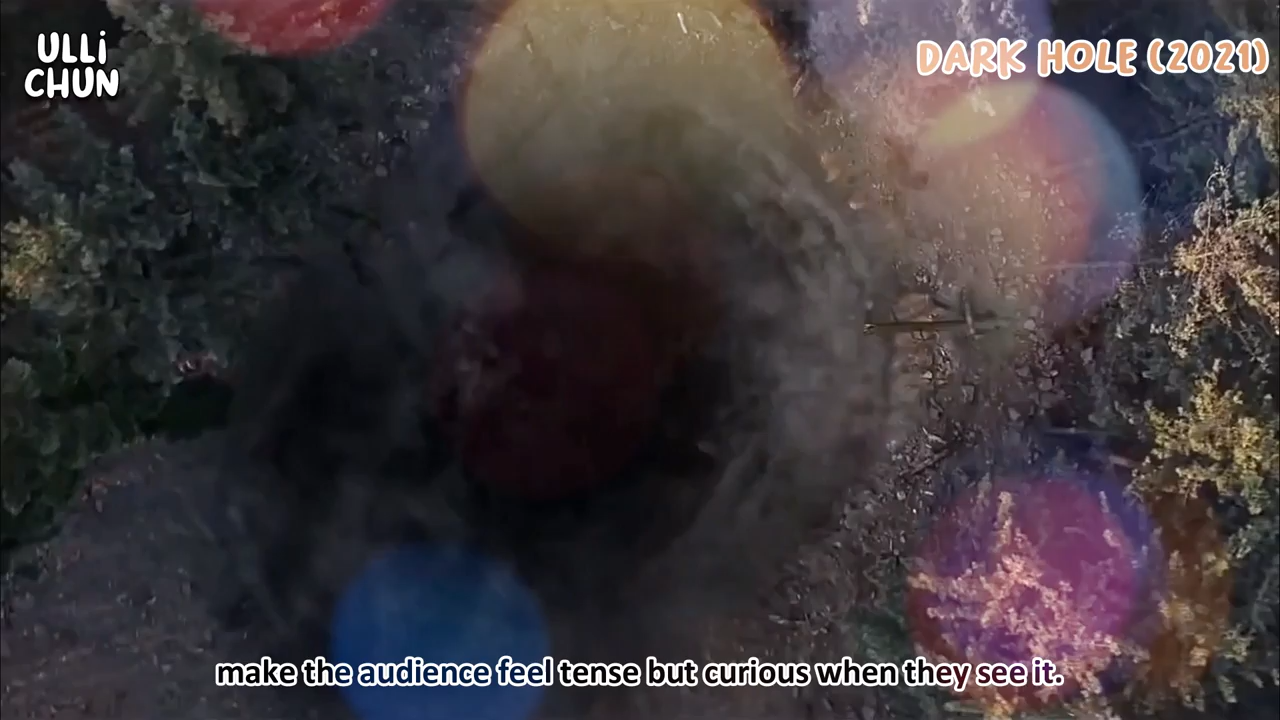 ULLi
CHUN
DARK HOLE (2021)
make the audience feel tense but curious when they see it.